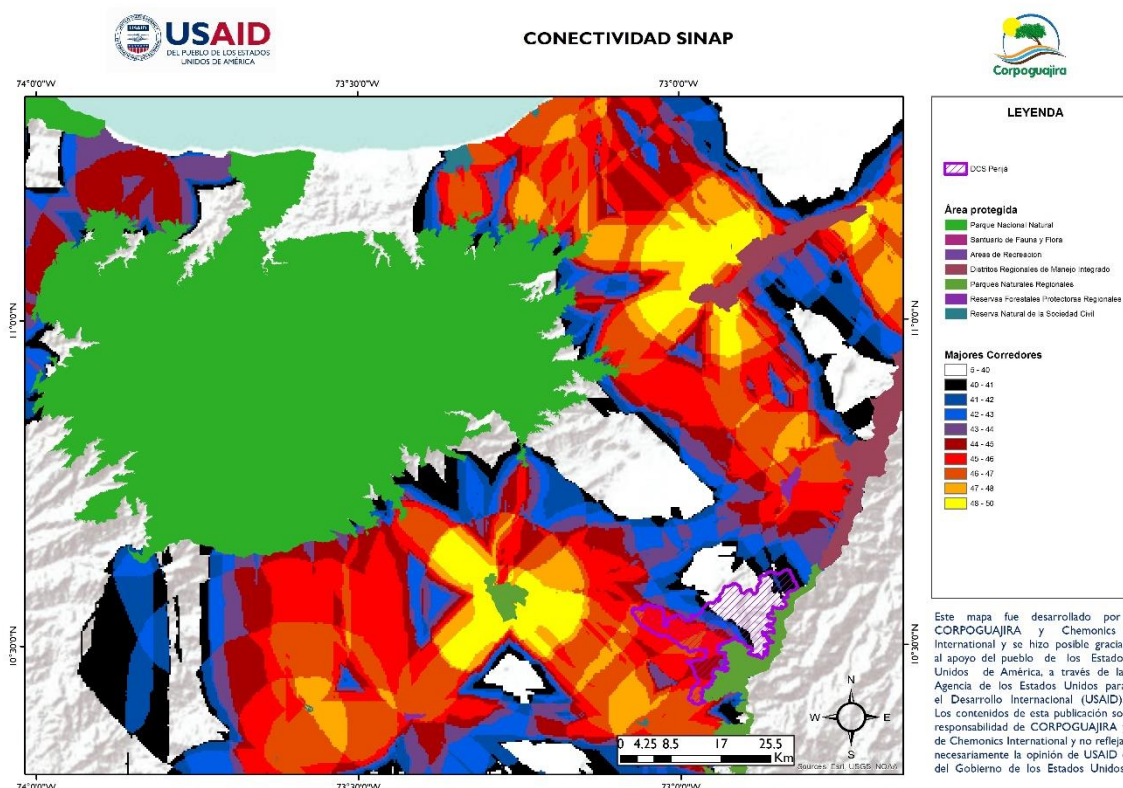 USAID
DEL PUEBLO DE LOS ESTADOS
UNIDOS DE AMÉRICA
CONECTIVIDAD SINAP
Corpoguajira
74°0'0"W
73°30'0"W
73°0'0"W
11°0'0"N
11°0'0"N
10°30'0"N
10°30'0"N
N
W
E
S
0 4.25 8.5 17 25.5
Km
Sources: Esri, USGS, NOAA
74°0'0"W
73°30'0"W
73°0'0"W
LEYENDA
DCS Perija
Área protegida
Parque Nacional Natural
Santuario de Fauna y Flora
Areas de Recreacion
Distritos Regionales de Manejo Integrado
Parques Naturales Regionales
Reservas Forestales Protectoras Regionales
Reserva Natural de la Sociedad Civil
Majores Corredores
5 - 40
40 - 41
41 - 42
42 - 43
43 - 44
44 - 45
45 - 46
46 - 47
47 - 48
48 - 50
Este mapa fue desarrollado por
CORPOGUAJIRA y Chemonics
International y se hizo posible gracia
al apoyo del pueblo de los Estado
Unidos de América, a través de la
Agencia de los Estados Unidos para
el Desarrollo Internacional (USAID)
Los contenidos de esta publicación so
responsabilidad de CORPOGUAJIRA
de Chemonics International y no refleja
necesariamente la opinión de USAID
del Gobierno de los Estados Unidos